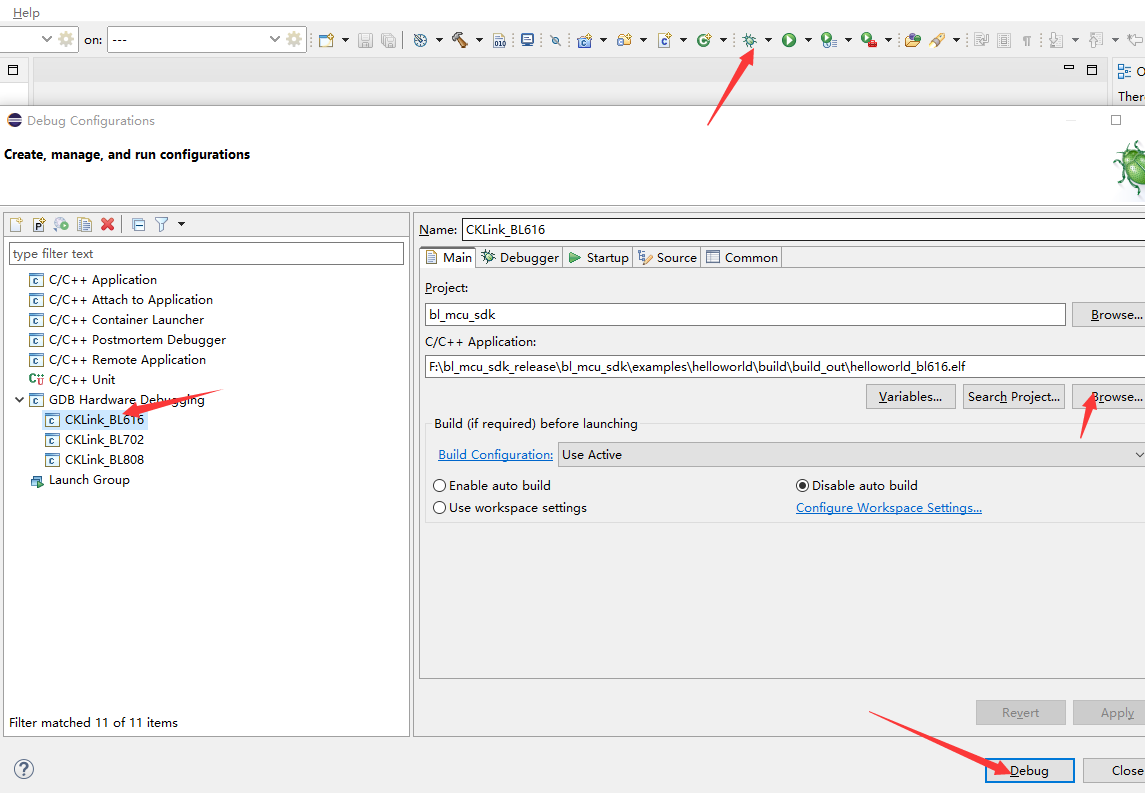 Help
on: ---
O
Ther
Debug Configurations
Create, manage, and run configurations
type filter text
C/C++ Application
C/C++ Attach to Application
C/C++ Container Launcher
C/C++ Postmortem Debugger
C/C++ Remote Application
C/C++ Unit
GDB Hardware Debugging
CKLink_BL616
CKLink_BL702
CKLink_BL808
Launch Group
Filter matched 11 of 11 items
Name: CKLink_BL616
Main Debugger Startup Source Common
Project:
bl_mcu_sdk Browse...
C/C++ Application:
F:\bl_mcu_sdk_release\bl_mcu_sdk\examples\helloworld\build\build_out\helloworld_bl616.elf
Variables... Search Project... Browse...
Build (if required) before launching
Build Configuration: Use Active
Enable auto build Disable auto build
Use workspace settings Configure Workspace Settings...
Revert Apply
Debug Close